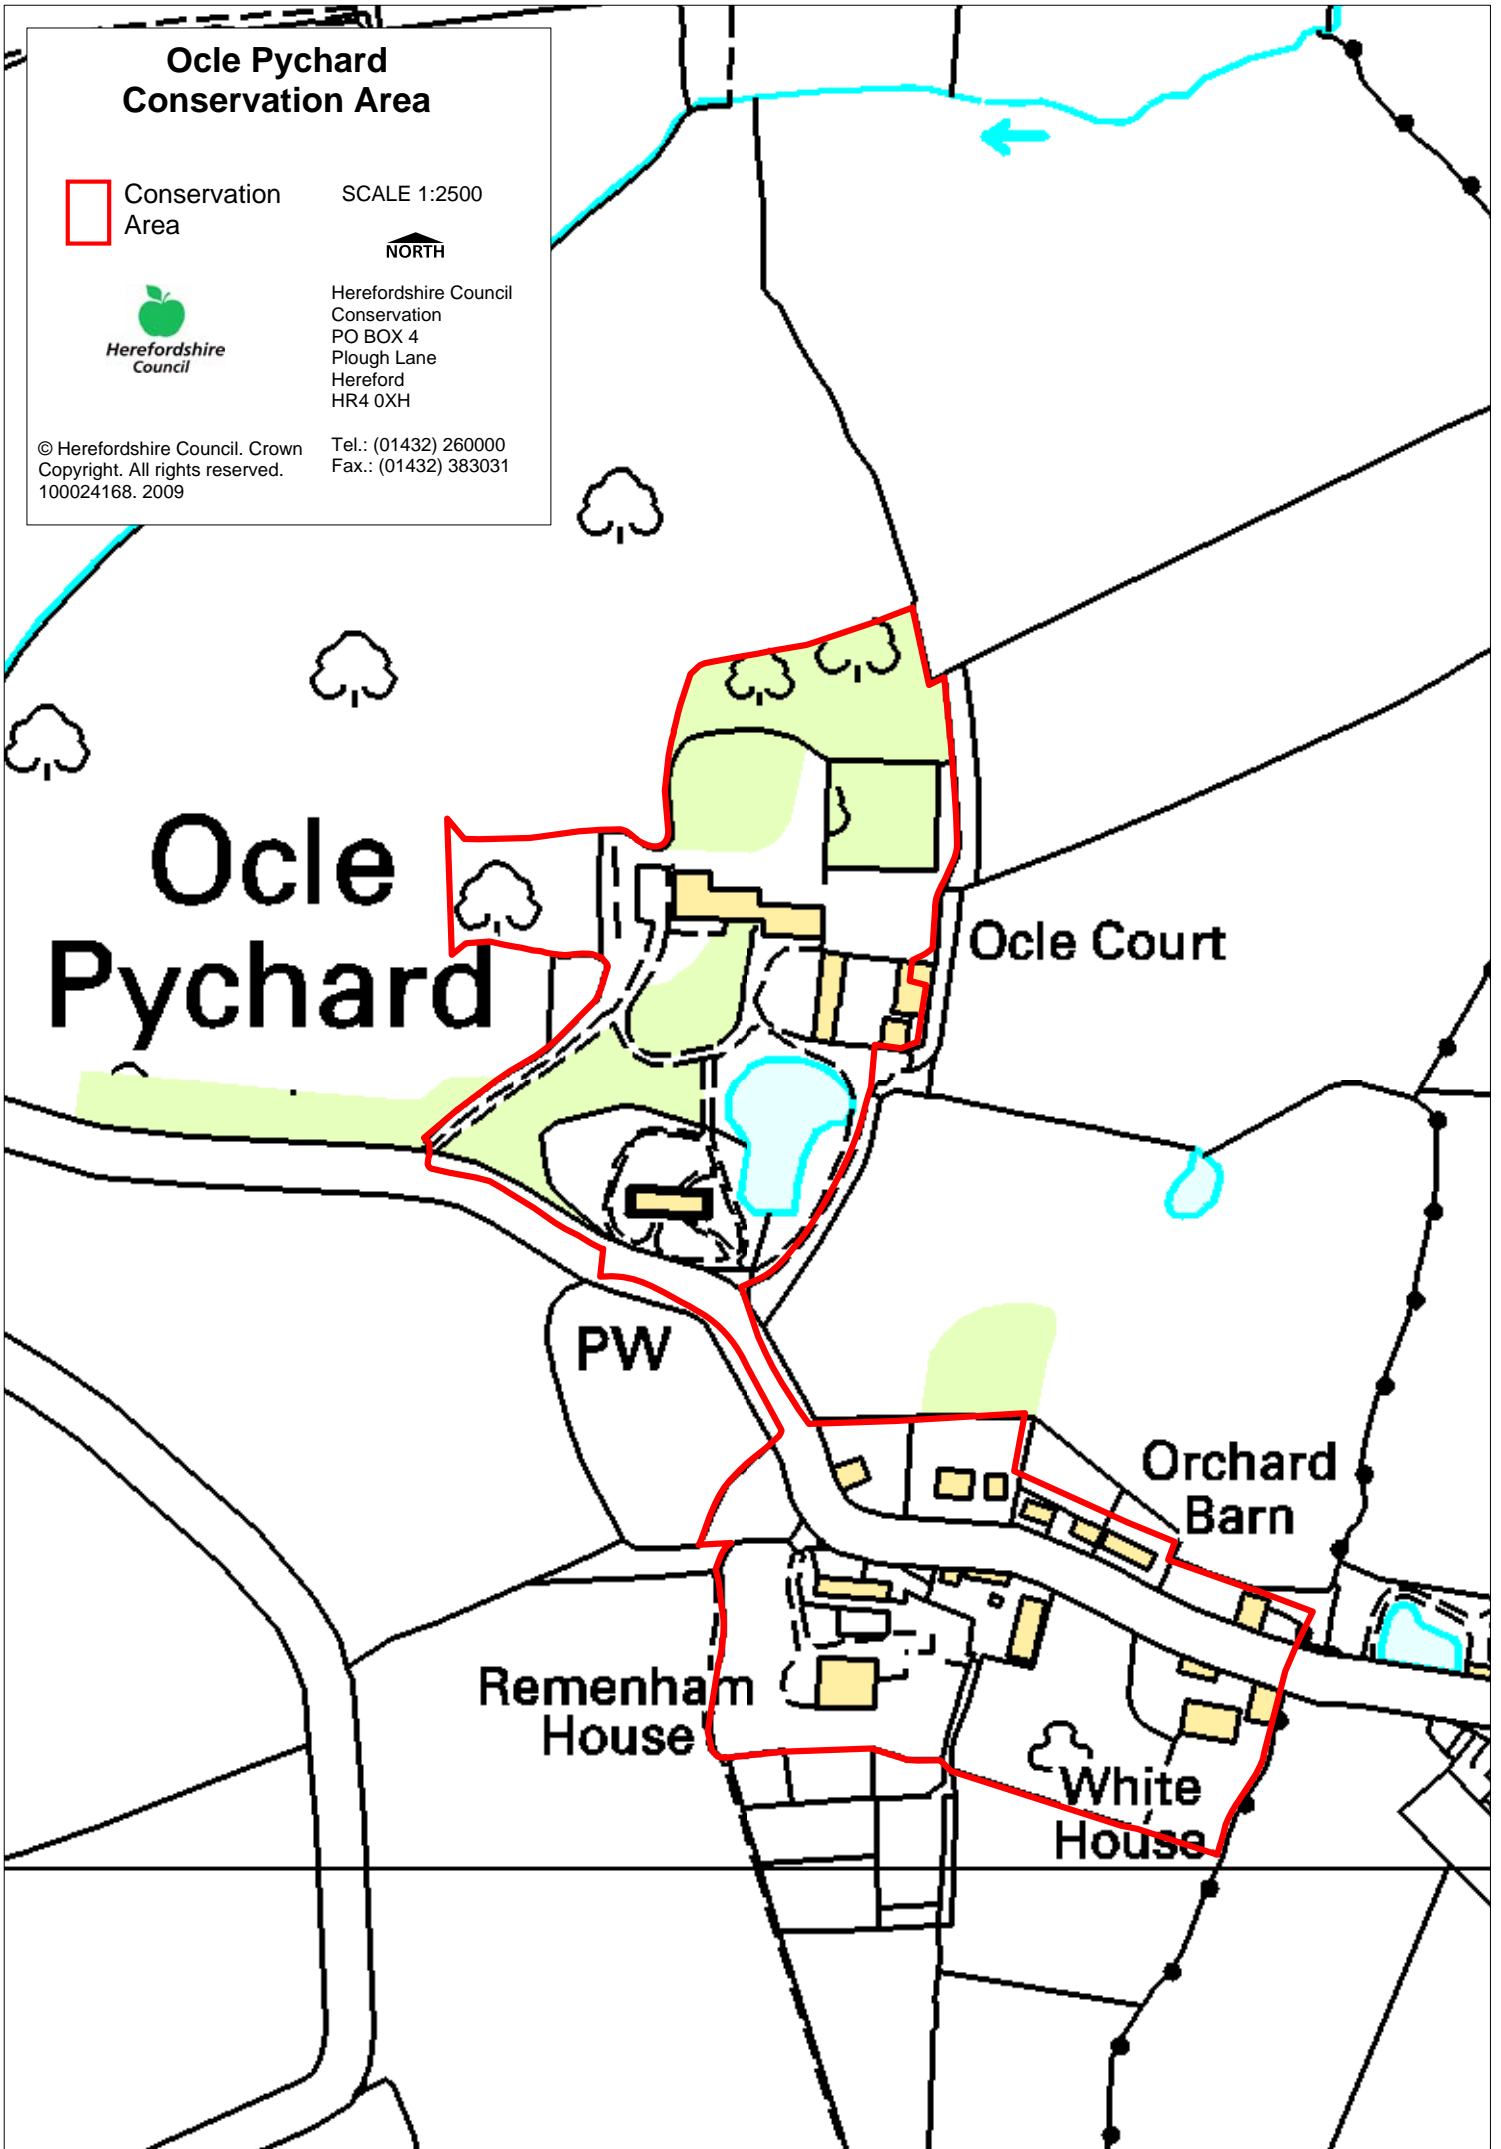 Ocle Pychard
Conservation Area
Conservation
Area
SCALE 1:2500
NORTH
Herefordshire
Council
Herefordshire Council
Conservation
PO BOX 4
Plough Lane
Hereford
HR4 0XH
Tel.: (01432) 260000
Fax.: (01432) 383031
© Herefordshire Council. Crown
Copyright. All rights reserved.
100024168. 2009
Ocle
Pychard
Ocle Court
PW
Orchard
Barn
Remenham
House
White
House